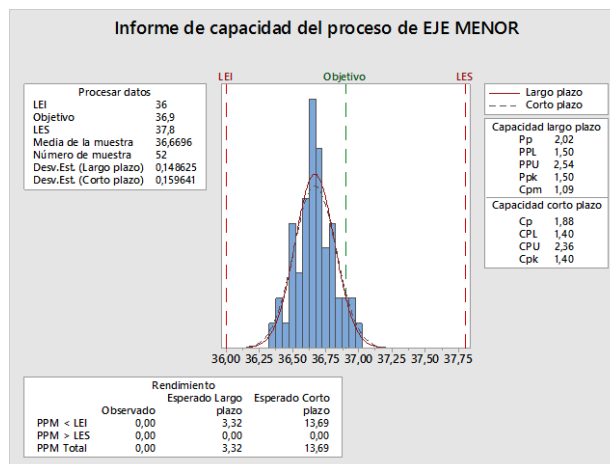 Informe de capacidad del proceso de EJE MENOR
LEI Objetivo LES
Procesar datos
LEI 36
Objetivo 36,9
LES 37,8
Media de la muestra 36,6696
Número de muestra 52
Desv.Est. (Largo plazo) 0,148625
Desv.Est. (Corto plazo) 0,159641
Largo plazo
Corto plazo
Capacidad largo plazo
Pp 2,02
PPL 1,50
PPU 2,54
Ppk 1,50
Cpm 1,09
Capacidad corto plazo
Cp 1,88
CPL 1,40
CPU 2,36
Cpk 1,40
36,00 36,25 36,50 36,75 37,00 37,25 37,50 37,75
Rendimiento
Esperado Largo Esperado Corto
Observado plazo plazo
PPM < LEI 0,00 3,32 13,69
PPM > LES 0,00 0,00 0,00
PPM Total 0,00 3,32 13,69